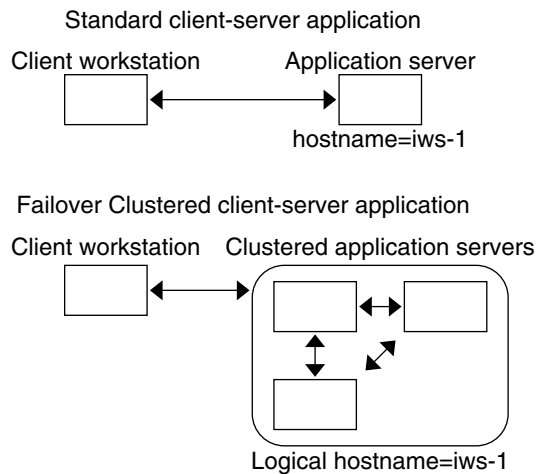 Standard client-server application
Client workstation Application server
hostname=iws-1
Failover Clustered client-server application
Client workstation Clustered application servers
Logical hostname=iws-1